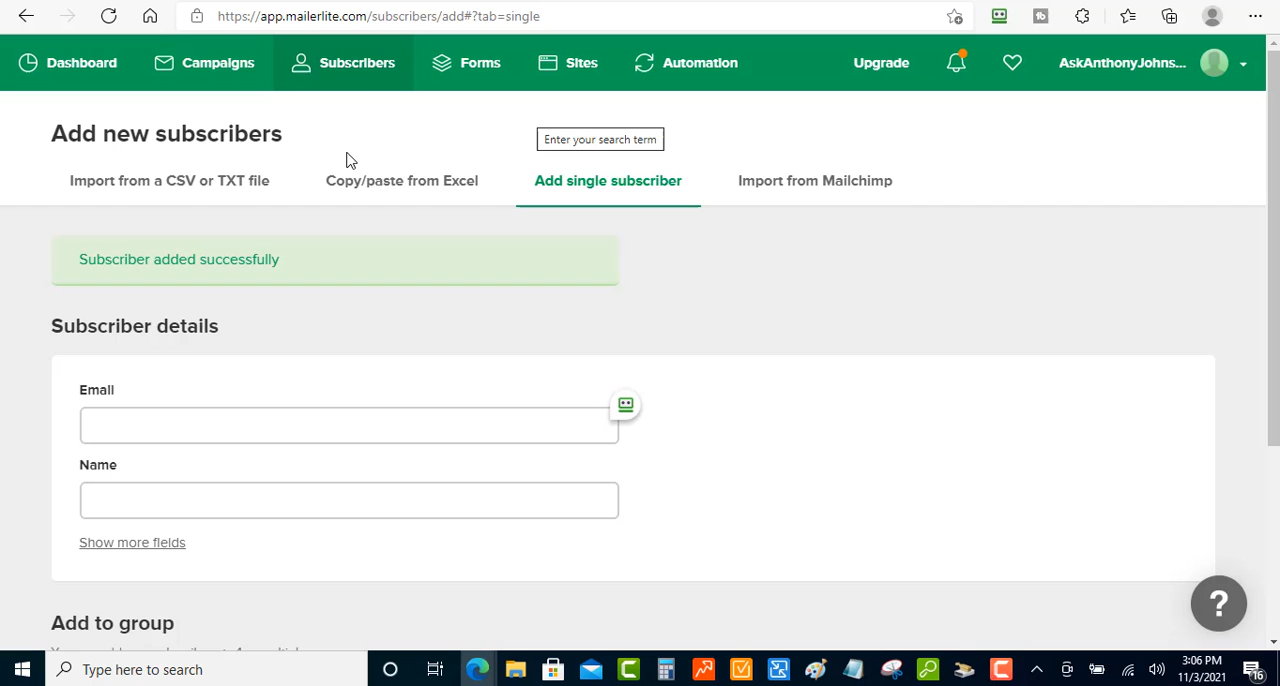 https://app.mailerlite.com/subscribers/add#?tab=single
Dashboard Campaigns Subscribers Forms Sites Automation Upgrade AskAnthonyJohns...
Add new subscribers
Enter your search term
Import from a CSV or TXT file Copy/paste from Excel Add single subscriber Import from Mailchimp
Subscriber added successfully
Subscriber details
Email
Name
Show more fields
?
Add to group
Type here to search
3:06 PM
11/3/2021
16